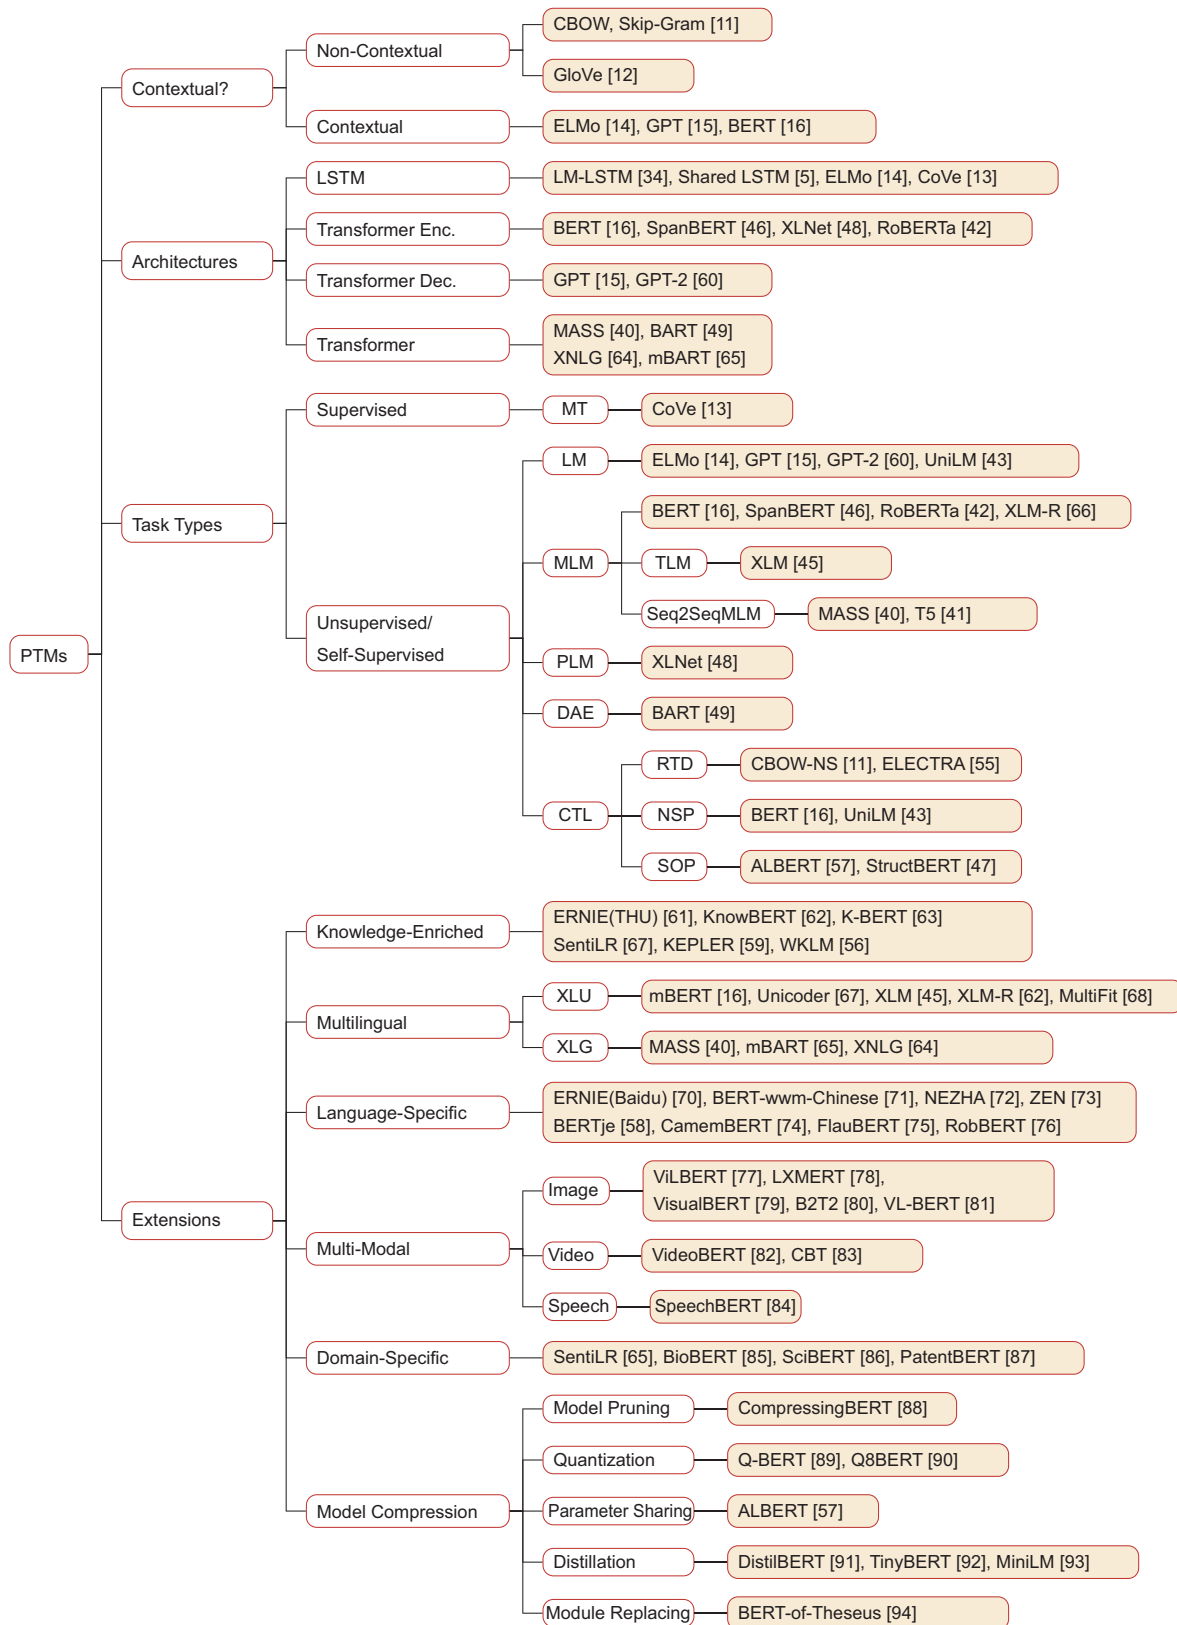 PTMs
Contextual?
Non-Contextual
CBOW, Skip-Gram [11]
GloVe [12]
Contextual
ELMo [14], GPT [15], BERT [16]
Architectures
LSTM
LM-LSTM [34], Shared LSTM [5], ELMo [14], CoVe [13]
Transformer Enc.
BERT [16], SpanBERT [46], XLNet [48], RoBERTa [42]
Transformer Dec.
GPT [15], GPT-2 [60]
Transformer
MASS [40], BART [49]
XNLG [64], mBART [65]
Task Types
Supervised
MT
CoVe [13]
Unsupervised/
Self-Supervised
LM
ELMo [14], GPT [15], GPT-2 [60], UniLM [43]
MLM
BERT [16], SpanBERT [46], RoBERTa [42], XLM-R [66]
TLM
XLM [45]
Seq2SeqMLM
MASS [40], T5 [41]
PLM
XLNet [48]
DAE
BART [49]
CTL
RTD
CBOW-NS [11], ELECTRA [55]
NSP
BERT [16], UniLM [43]
SOP
ALBERT [57], StructBERT [47]
Extensions
Knowledge-Enriched
ERNIE(THU) [61], KnowBERT [62], K-BERT [63]
SentiLR [67], KEPLER [59], WKLM [56]
Multilingual
XLU
mBERT [16], Unicoder [67], XLM [45], XLM-R [62], MultiFit [68]
XLG
MASS [40], mBART [65], XNLG [64]
Language-Specific
ERNIE(Baidu) [70], BERT-wwm-Chinese [71], NEZHA [72], ZEN [73]
BERTje [58], CamemBERT [74], FlauBERT [75], RobBERT [76]
Multi-Modal
Image
ViLBERT [77], LXMERT [78],
VisualBERT [79], B2T2 [80], VL-BERT [81]
Video
VideoBERT [82], CBT [83]
Speech
SpeechBERT [84]
Domain-Specific
SentiLR [65], BioBERT [85], SciBERT [86], PatentBERT [87]
Model Compression
Model Pruning
CompressingBERT [88]
Quantization
Q-BERT [89], Q8BERT [90]
Parameter Sharing
ALBERT [57]
Distillation
DistilBERT [91], TinyBERT [92], MiniLM [93]
Module Replacing
BERT-of-Theseus [94]